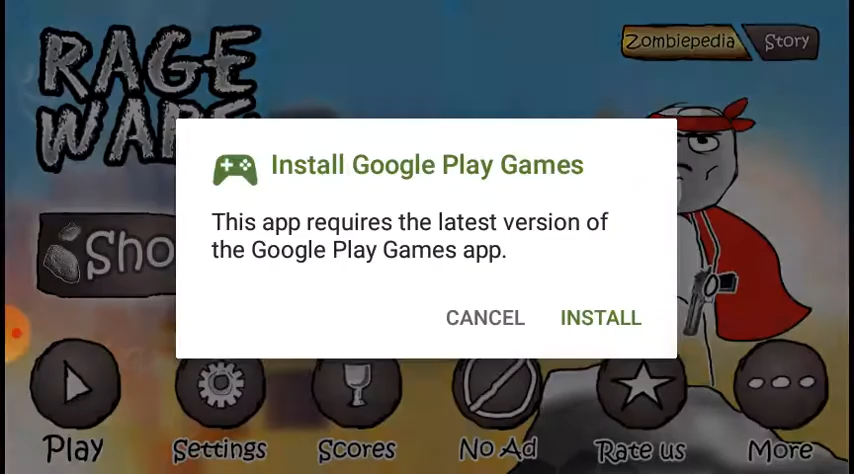 RAGE
WARS
Zombiepedia
Story
Install Google Play Games
This app requires the latest version of
the Google Play Games app.
Sho
CANCEL
INSTALL
Play
Settings
Scores
No Ad
Rate us
More